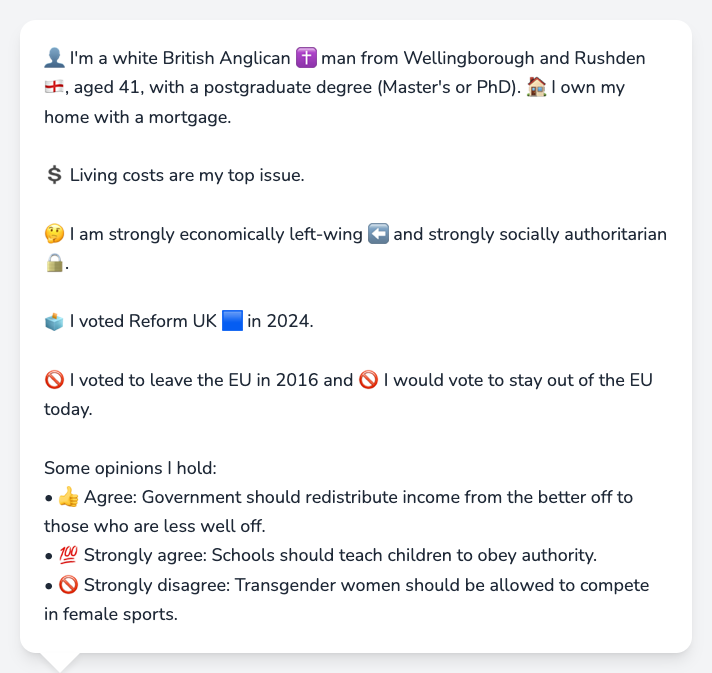 👤 I'm a white British Anglican ✝️ man from Wellingborough and Rushden
🏴󠁧󠁢󠁥󠁮󠁧󠁿, aged 41, with a postgraduate degree (Master's or PhD). 🏠 I own my
home with a mortgage.
💲 Living costs are my top issue.
🤔 I am strongly economically left-wing ⬅️ and strongly socially authoritarian
🔒.
🗳️ I voted Reform UK 🟦 in 2024.
🚫 I voted to leave the EU in 2016 and 🚫 I would vote to stay out of the EU
today.
Some opinions I hold:
• 👍 Agree: Government should redistribute income from the better off to
those who are less well off.
• 💯 Strongly agree: Schools should teach children to obey authority.
• 🚫 Strongly disagree: Transgender women should be allowed to compete
in female sports.